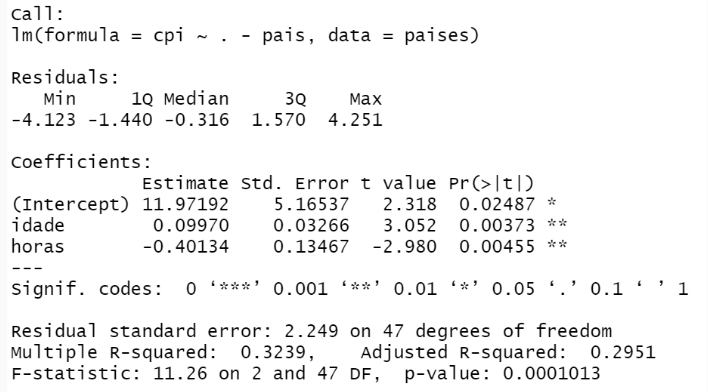 Call:
lm(formula = cpi ~ . - pais, data = paises)
Residuals:
Min 1Q Median 3Q Max
-4.123 -1.440 -0.316 1.570 4.251
Coefficients:
Estimate Std. Error t value Pr(>|t|)
(Intercept) 11.97192 5.16537 2.318 0.02487 *
idade 0.09970 0.03266 3.052 0.00373 **
horas -0.40134 0.13467 -2.980 0.00455 **
---
Signif. codes: 0 ‘***’ 0.001 ‘**’ 0.01 ‘*’ 0.05 ‘.’ 0.1 ‘ ’ 1
Residual standard error: 2.249 on 47 degrees of freedom
Multiple R-squared: 0.3239, Adjusted R-squared: 0.2951
F-statistic: 11.26 on 2 and 47 DF, p-value: 0.0001013